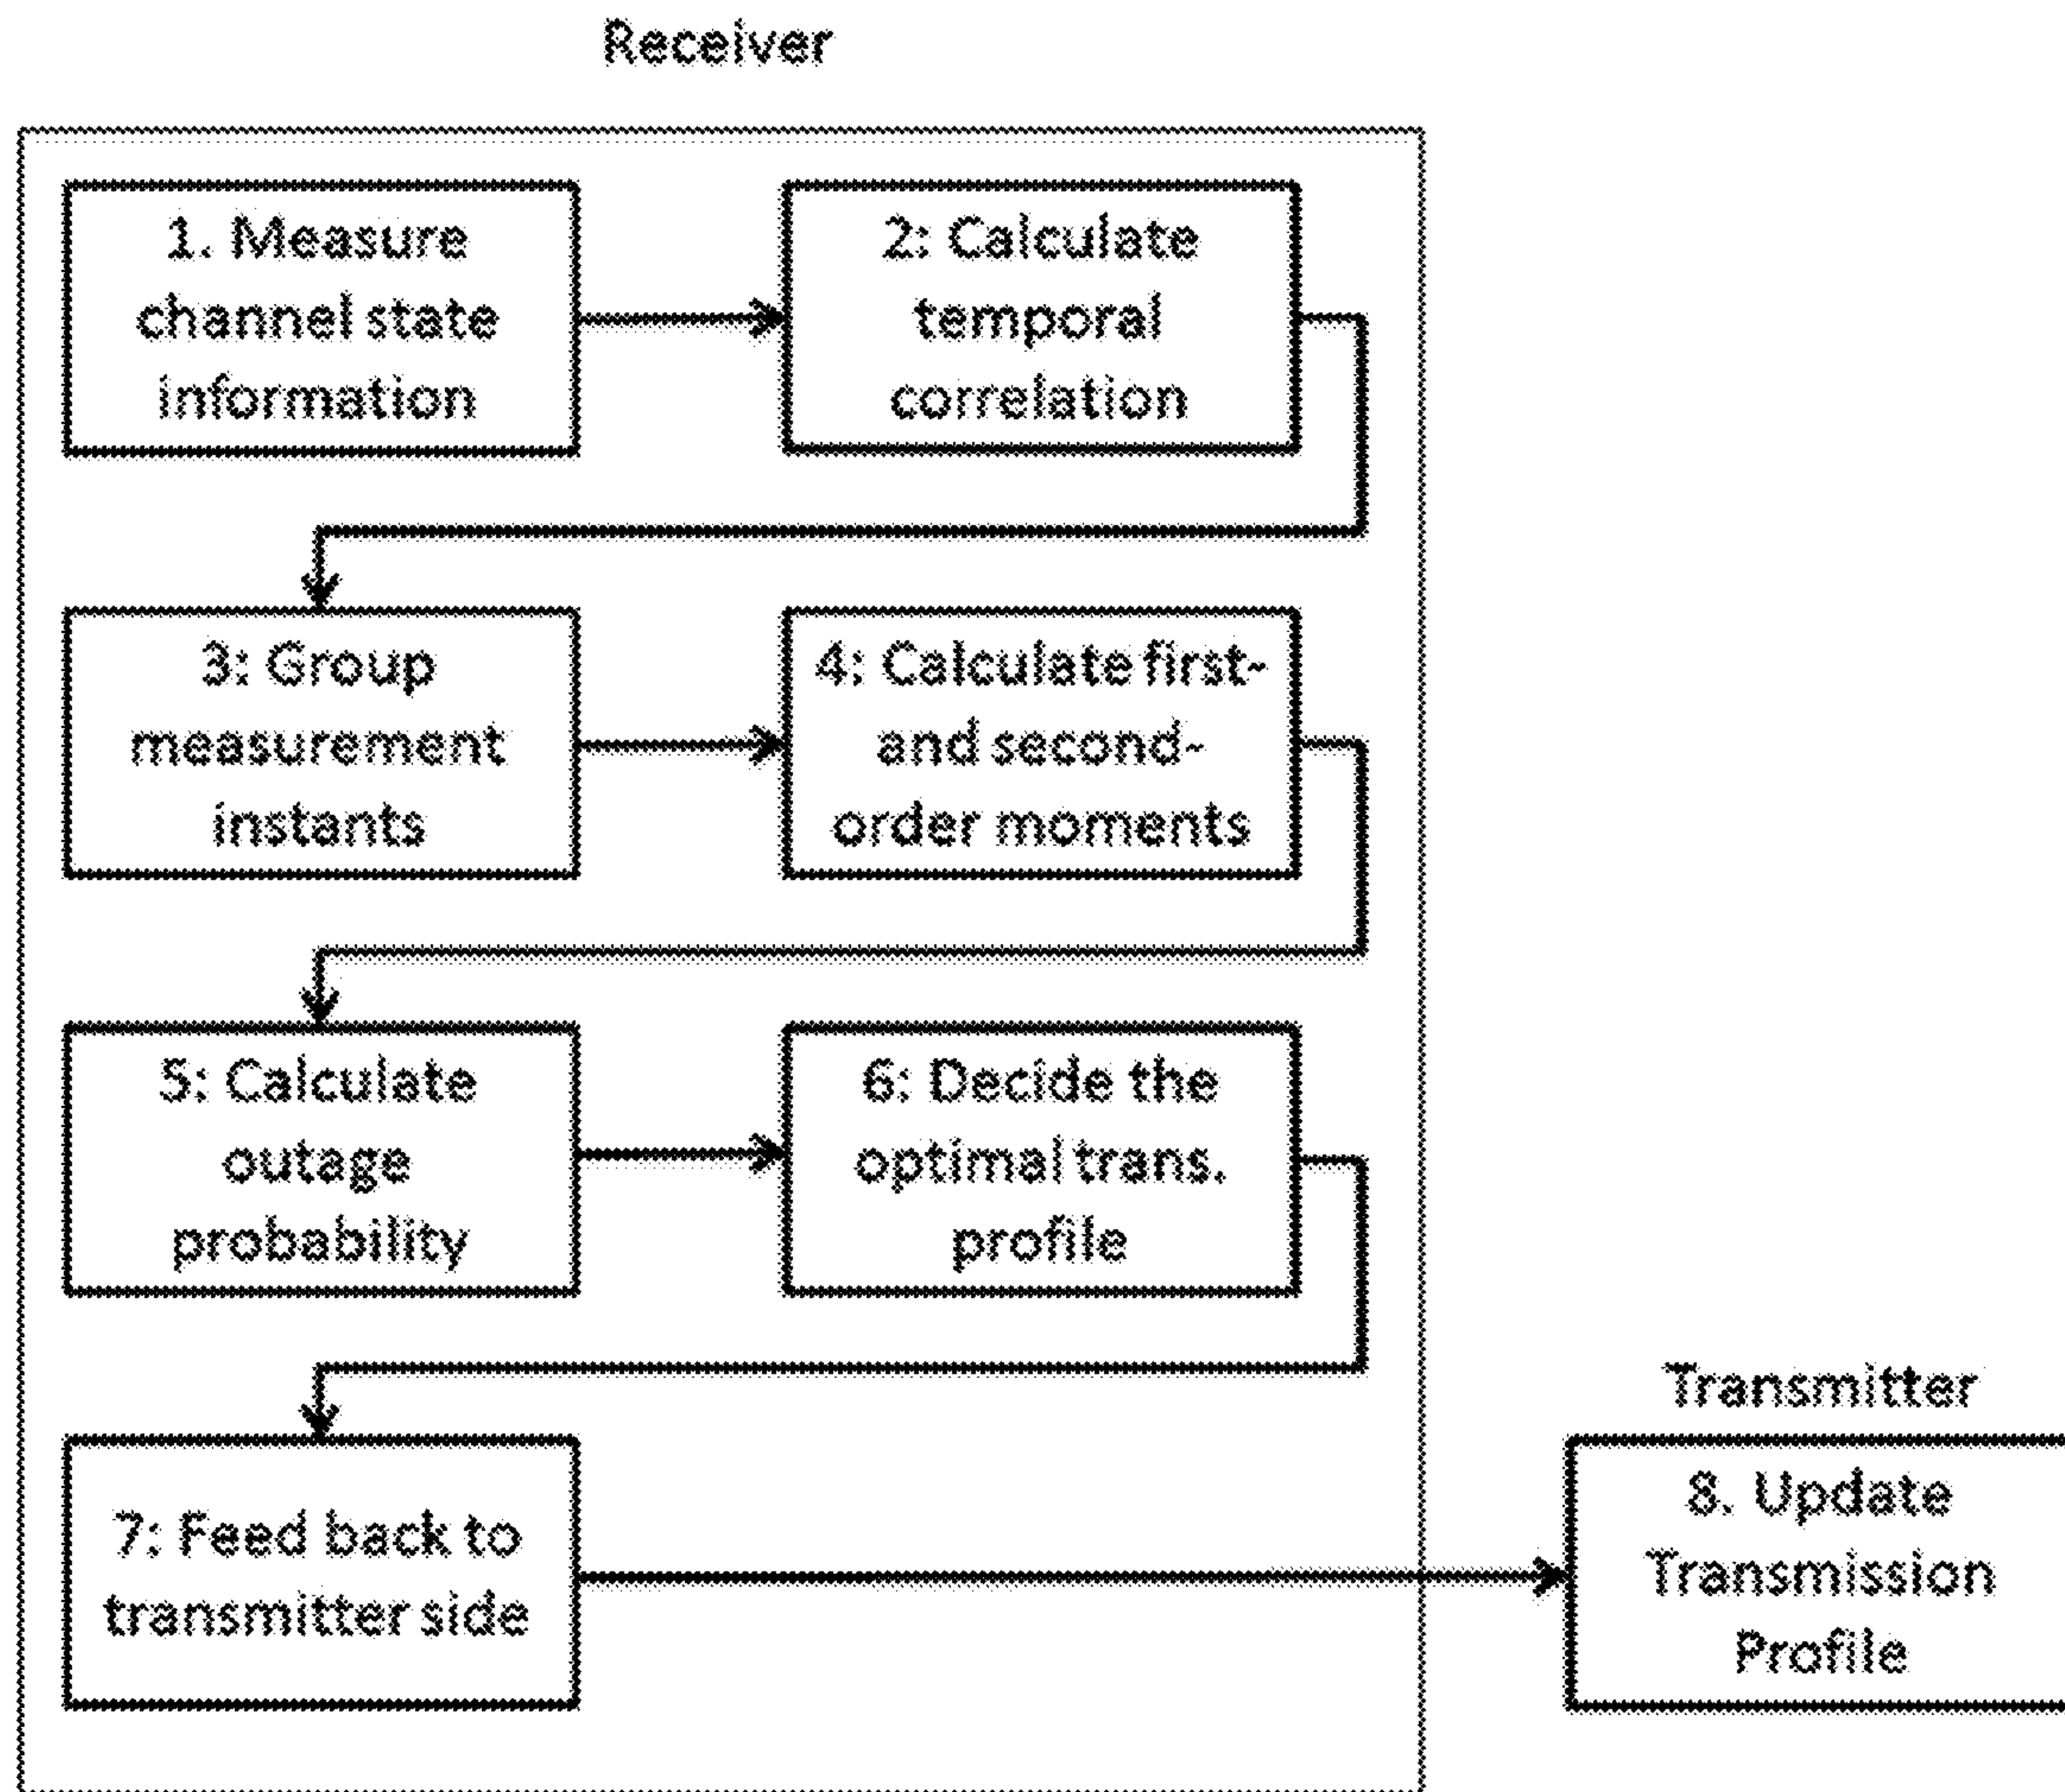 Receiver
1. Measure
channel state
information
2: Calculate
temporal
correlation
3: Group
measurement
instants
4: Calculate first-
and second-
order moments
5: Calculate
outage
probability
6: Decide the
optimal trans.
profile
7: Feed back to
transmitter side
Transmitter
8. Update
Transmission
Profile